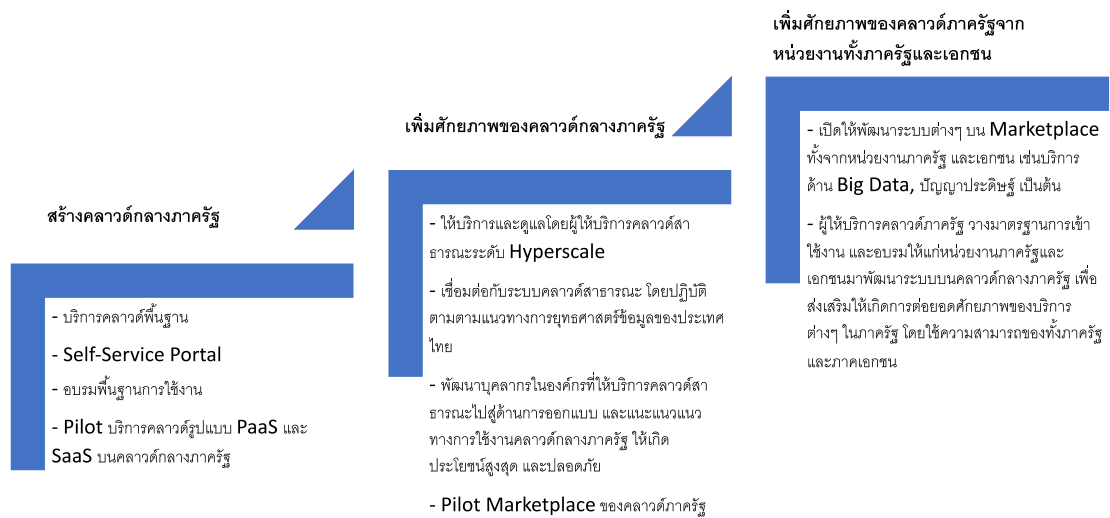 สร้างคลาวด์กลางภาครัฐ
- บริการคลาวด์พื้นฐาน
- Self-Service Portal
- อบรมพื้นฐานการใช้งาน
- Pilot บริการคลาวด์รูปแบบ PaaS และ
SaaS บนคลาวด์กลางภาครัฐ
เพิ่มศักยภาพของคลาวด์กลางภาครัฐ
- ให้บริการและดูแลโดยผู้ให้บริการคลาวด์สา
ธารณะระดับ Hyperscale
- เชื่อมต่อกับระบบคลาวด์สาธารณะ โดยปฏิบัติ
ตามตามแนวทางการยุทธศาสตร์ข้อมูลของประเทศ
ไทย
- พัฒนาบุคลากรในองค์กรที่ให้บริการคลาวด์สา
ธารณะไปสู่ด้านการออกแบบ และแนะแนวแนว
ทางการใช้งานคลาวด์กลางภาครัฐ ให้เกิด
ประโยชน์สูงสุด และปลอดภัย
- Pilot Marketplace ของคลาวด์ภาครัฐ
เพิ่มศักยภาพของคลาวด์ภาครัฐจาก
หน่วยงานทั้งภาครัฐและเอกชน
- เปิดให้พัฒนาระบบต่างๆ บน Marketplace
ทั้งจากหน่วยงานภาครัฐ และเอกชน เช่นบริการ
ด้าน Big Data, ปัญญาประดิษฐ์ เป็นต้น
- ผู้ให้บริการคลาวด์ภาครัฐ วางมาตรฐานการเข้า
ใช้งาน และอบรมให้แก่หน่วยงานภาครัฐและ
เอกชนมาพัฒนาระบบบนคลาวด์กลางภาครัฐ เพื่อ
ส่งเสริมให้เกิดการต่อยอดศักยภาพของบริการ
ต่างๆ ในภาครัฐ โดยใช้ความสามารถของทั้งภาครัฐ
และภาคเอกชน